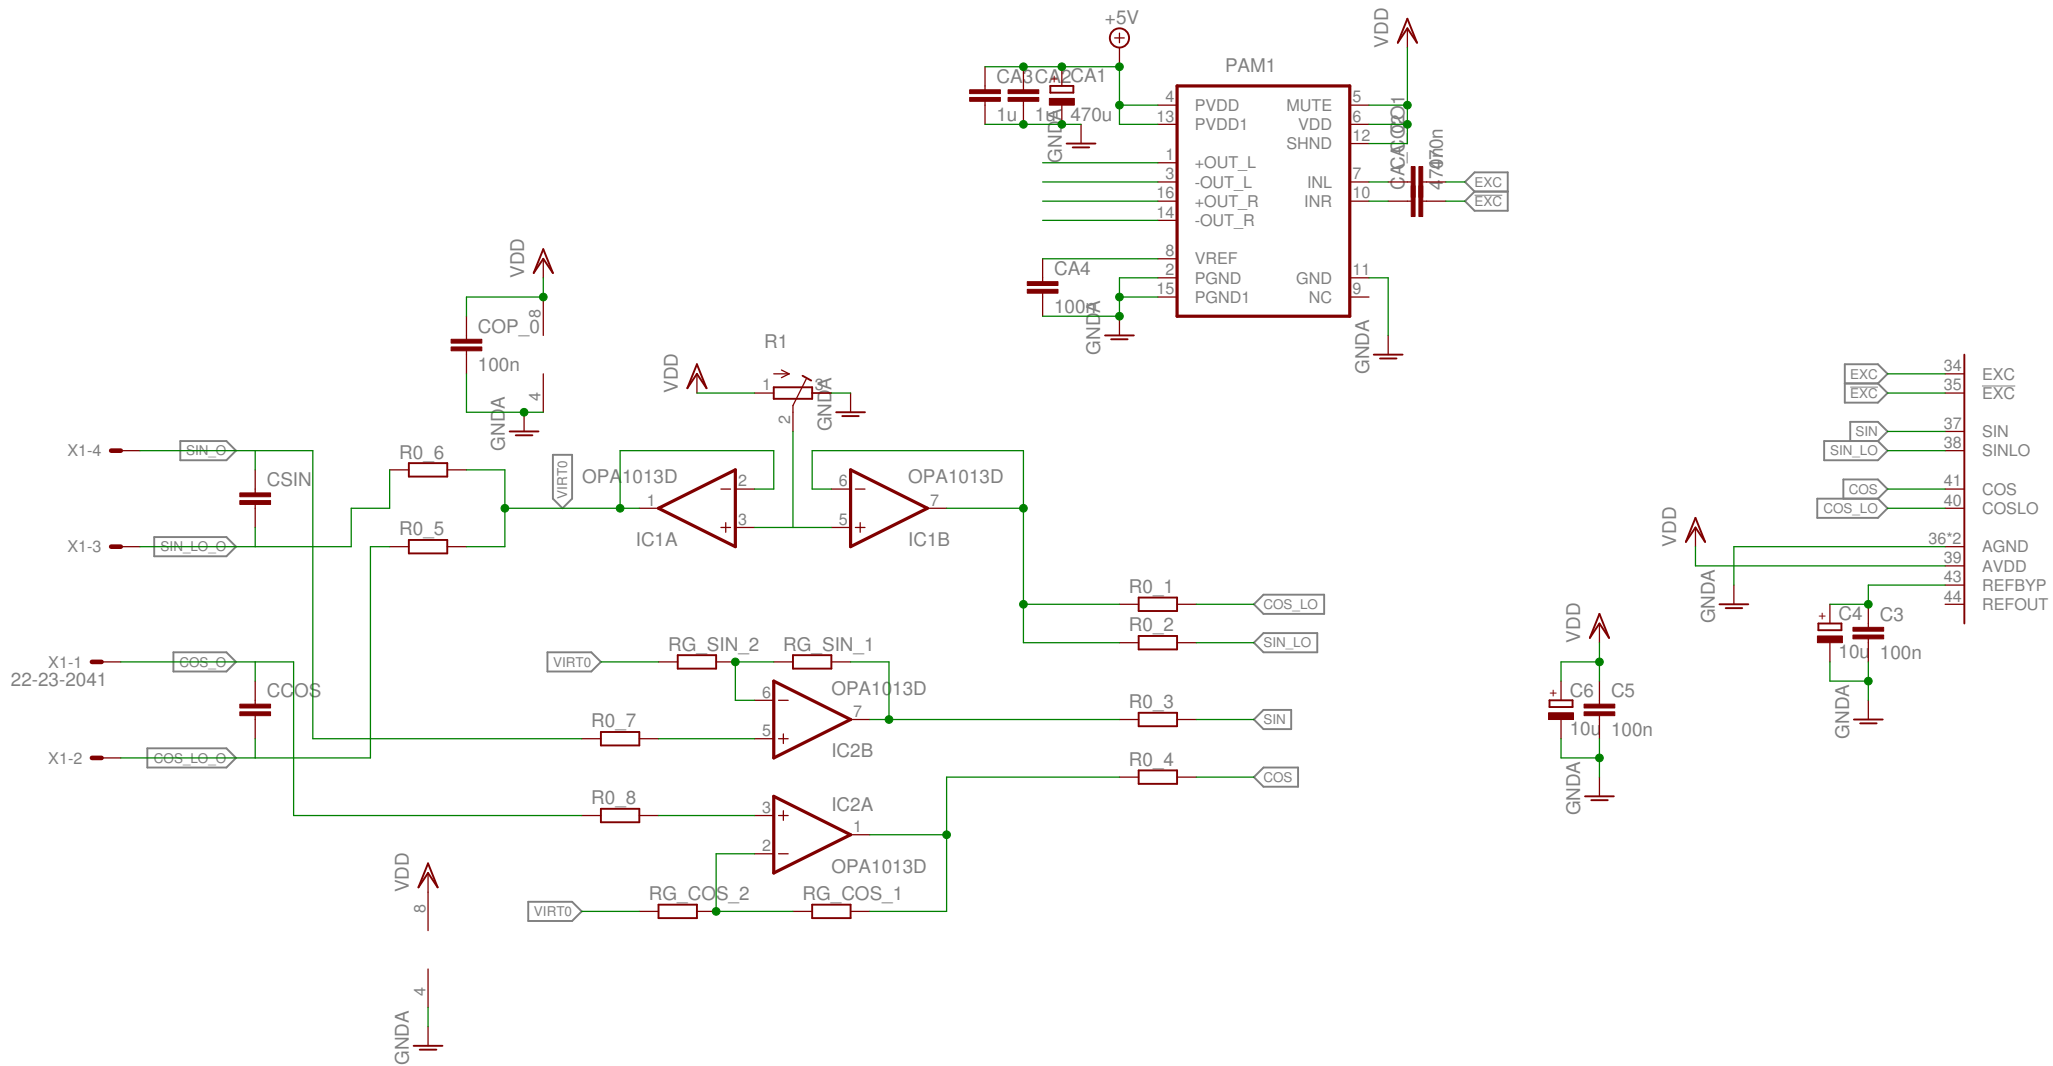 +5V
VDD
PAM1
CA3
CA2
CA1
1u
1u
470u
GNDA
4
PVDD
13
PVDD1
1
+OUT_L
3
-OUT_L
16
+OUT_R
14
-OUT_R
8
VREF
2
PGND
15
PGND1
MUTE
5
VDD
6
SHND
12
INL
7
INR
10
GND
11
NC
9
470n
EXC
EXC
CA4
100n
GNDA
GNDA
VDD
8
COP_0
100n
4
GNDA
R1
VDD
1
2
3
GNDA
X1-4
SIN_O
CSIN
X1-3
SIN_LO_O
R0_6
R0_5
VIRT0
OPA1013D
1
2
3
IC1A
OPA1013D
6
5
7
IC1B
X1-1
22-23-2041
COS_O
CCOS
X1-2
COS_LO_O
R0_1
COS_LO
R0_2
SIN_LO
VIRT0
RG_SIN_2
RG_SIN_1
OPA1013D
6
5
7
IC2B
R0_7
R0_3
SIN
R0_4
COS
R0_8
IC2A
3
2
1
OPA1013D
VIRT0
RG_COS_2
RG_COS_1
VDD
8
4
GNDA
34
EXC
EXC
35
EXC
EXC
37
SIN
SIN
38
SIN_LO
SINLO
41
COS
COS
40
COS_LO
COSLO
36*2
AGND
39
AVDD
43
REFBYP
44
REFOUT
VDD
GNDA
C4
C3
10u
100n
GNDA
VDD
C6
C5
10u
100n
GNDA